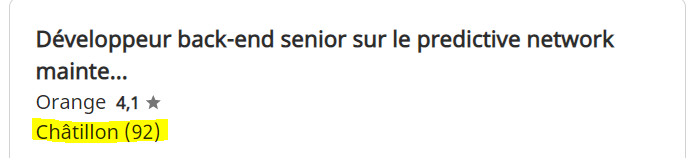 Développeur back-end senior sur le predictive network
mainte...
Orange 4,1 ★
Châtillon (92)